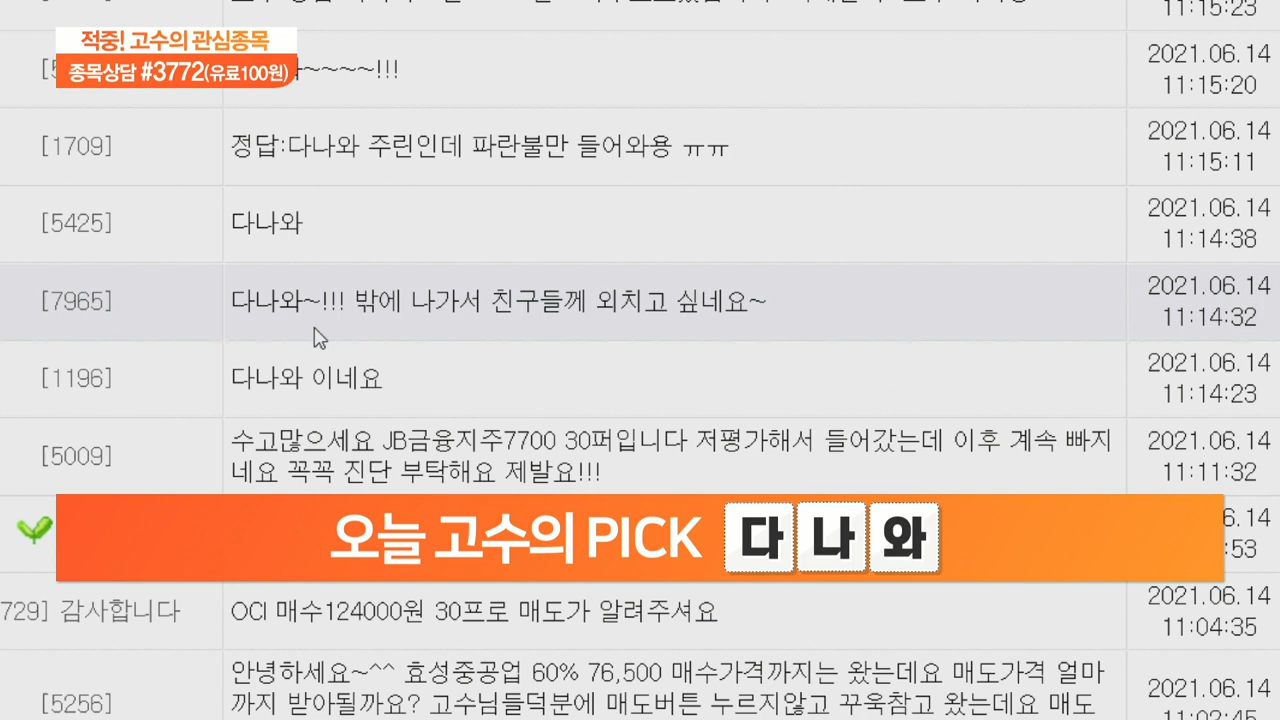 11:15:23
적중! 고수의 관심종목
종목상담 #3772(유료100원)
~~~~!!!
2021.06.14
11:15:20
[1709]
정답:다나와 주린인데 파란불만 들어와용 ㅠㅠ
2021.06.14
11:15:11
[5425]
다나와
2021.06.14
11:14:38
[7965]
다나와~!!! 밖에 나가서 친구들께 외치고 싶네요~
2021.06.14
11:14:32
[1196]
다나와 이네요
2021.06.14
11:14:23
[5009]
수고많으세요 JB금융지주7700 30퍼입니다 저평가해서 들어갔는데 이후 계속 빠지
네요 꼭꼭 진단 부탁해요 제발요!!!
2021.06.14
11:11:32
오늘 고수의 PICK 다나와
6.14
:53
729] 감사합니다
OCI 매수124000원 30프로 매도가 알려주셔요
2021.06.14
11:04:35
[5256]
안녕하세요~^^ 효성중공업 60% 76,500 매수가격까지는 왔는데요 매도가격 얼마
까지 받아될까요? 고수님들덕분에 매도버튼 누르지않고 꾸욱참고 왔는데요 매도
2021.06.14
11:02:45